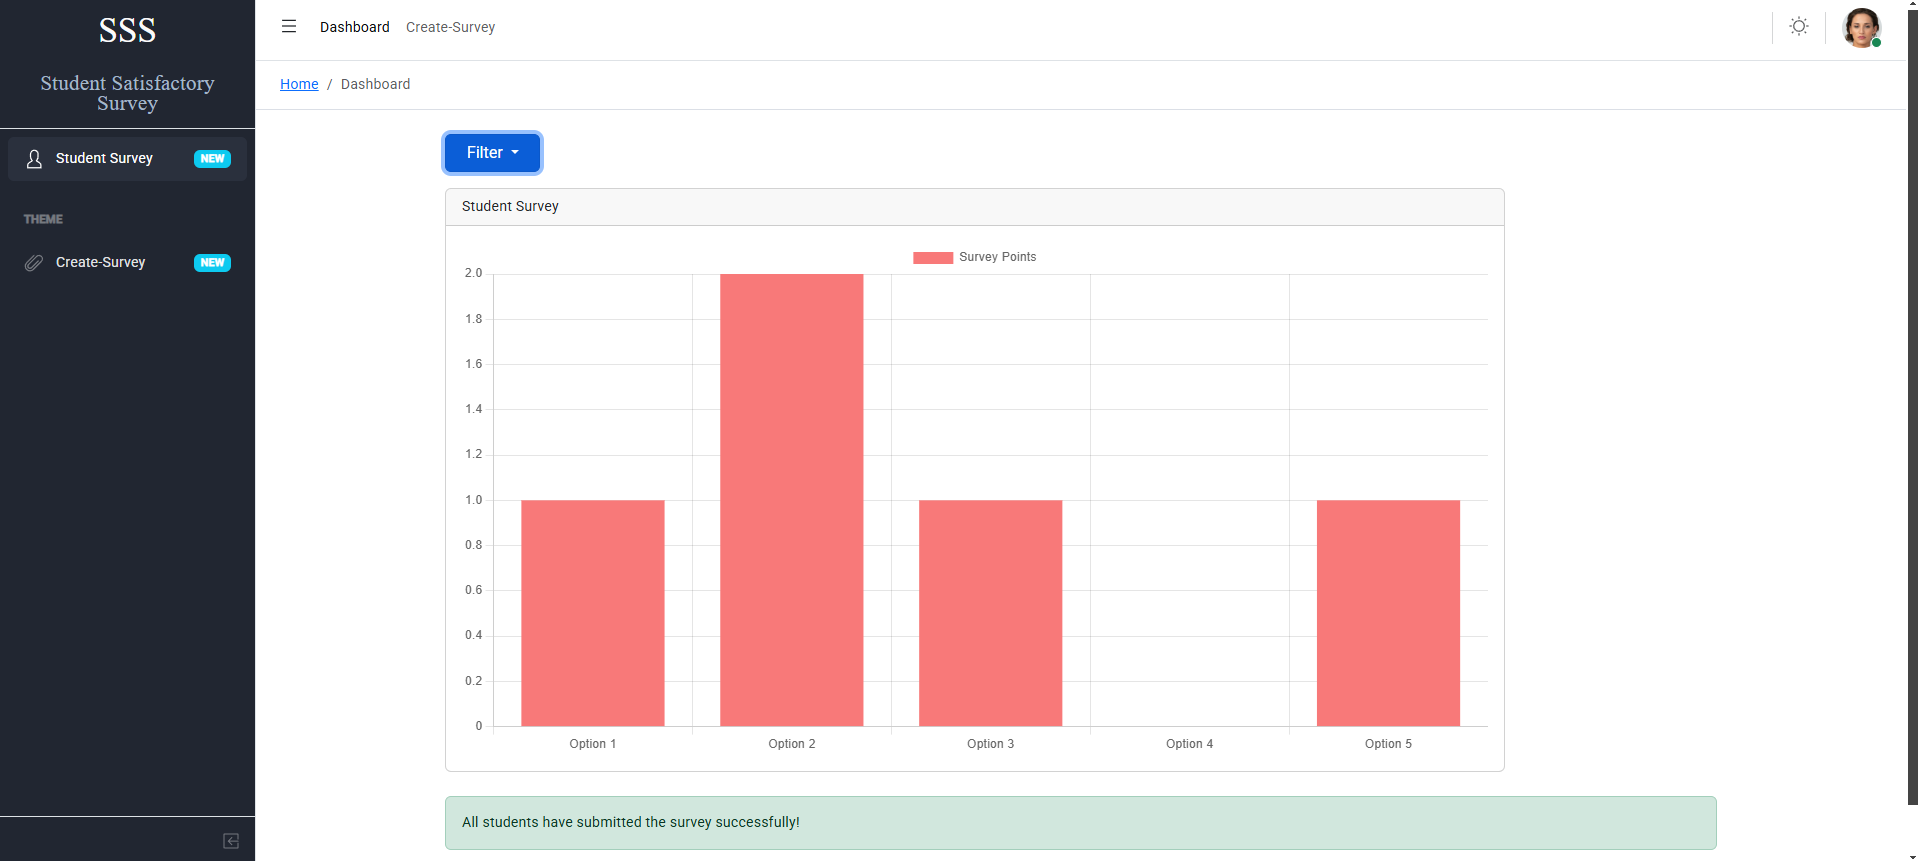 SSS
Student Satisfactory
Survey
Student Survey NEW
THEME
Create-Survey NEW
Dashboard Create-Survey
Home / Dashboard
Filter
Student Survey
Survey Points
2.0
1.8
1.6
1.4
1.2
1.0
0.8
0.6
0.4
0.2
0
Option 1 Option 2 Option 3 Option 4 Option 5
All students have submitted the survey successfully!